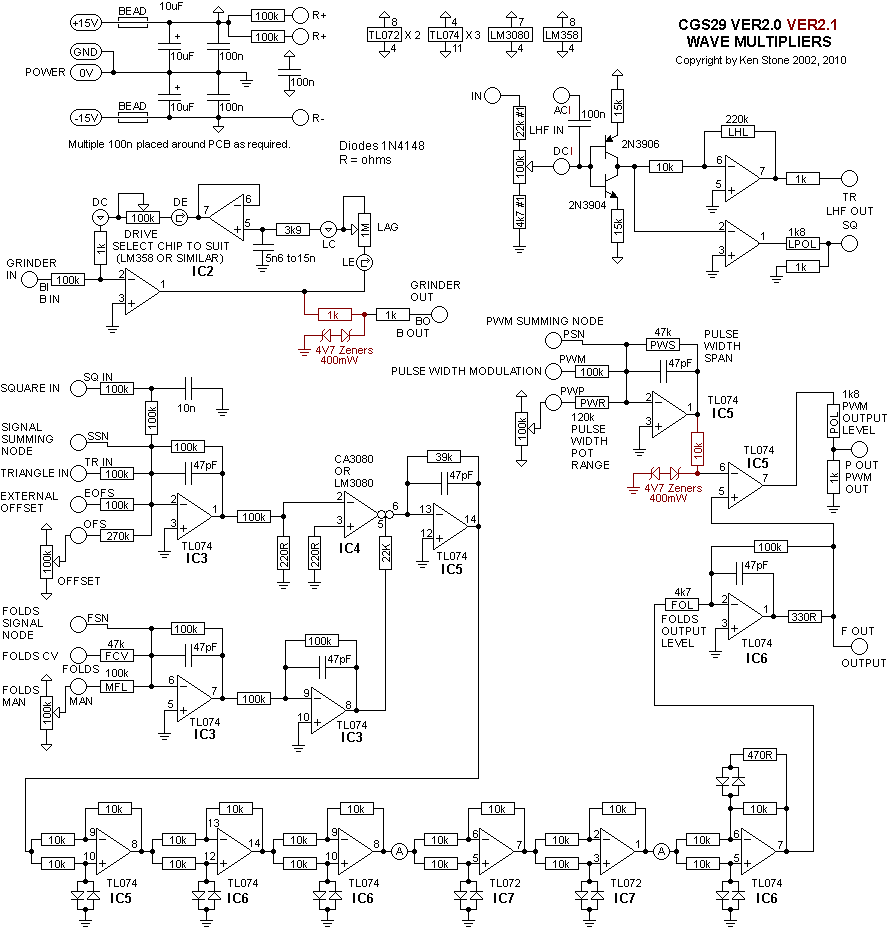 CGS29 VER2.0 VER2.1
WAVE MULTIPLIERS
Copyright by Ken Stone 2002, 2010
+15V
BEAD
10uF
100k
R+
100k
R+
GND
POWER
0V
+
10uF
100n
100n
+
10uF
100n
-15V
BEAD
R-
Multiple 100n placed around PCB as required.
8
TL072
X 2
4
4
TL074
X 3
11
7
LM3080
4
8
LM358
4
Diodes 1N4148
R = ohms
IN
22k #1
100k
4k7 #1
ACI
LHF IN
100n
DCI
15k
2N3906
2N3904
15k
10k
220k
LHL
6
5
7
1k
TR
LHF OUT
SQ
2
3
1
1k8
LPOL
1k
DC
100k
DE
7
6
5
DRIVE
SELECT CHIP TO SUIT
(LM358 OR SIMILAR)
IC2
1k
3k9
LC
5n6 to15n
1M
LAG
LE
GRINDER
IN
BI
B IN
100k
2
3
1
1k
4V7 Zeners
400mW
1k
GRINDER
OUT
BO
B OUT
SQUARE IN
SQ IN
100k
10n
100k
SIGNAL
SUMMING
NODE
SSN
100k
TRIANGLE IN
TR IN
100k
47pF
EXTERNAL
OFFSET
EOFS
100k
OFS
270k
100k
OFFSET
2
3
1
TL074
IC3
100k
220R
220R
CA3080
OR
LM3080
2
3
6
5
IC4
22K
39k
47pF
13
12
14
TL074
IC5
PWM SUMMING NODE
PSN
PULSE WIDTH MODULATION
PWM
100k
PWP
PWR
100k
120k
PULSE
WIDTH
POT
RANGE
47k
PWS
PULSE
WIDTH
SPAN
47pF
2
3
1
TL074
IC5
10k
4V7 Zeners
400mW
TL074
IC5
6
5
7
1k8
POL
PWM
OUTPUT
LEVEL
1k
P OUT
PWM
OUT
100k
47pF
4k7
FOL
FOLDS
OUTPUT
LEVEL
2
3
1
TL074
IC6
330R
F OUT
OUTPUT
FOLDS
SIGNAL
NODE
FSN
100k
FOLDS CV
47k
FCV
47pF
FOLDS
MAN
FOLDS
MAN
100k
MFL
100k
6
5
7
TL074
IC3
100k
100k
47pF
9
10
8
TL074
IC3
10k
10k
10k
9
10
8
TL074
IC5
10k
10k
10k
13
12
14
TL074
IC6
10k
10k
10k
9
10
8
TL074
IC6
A
10k
10k
10k
6
5
7
TL072
IC7
10k
10k
10k
2
3
1
TL072
IC7
A
470R
10k
10k
10k
6
5
7
TL074
IC6